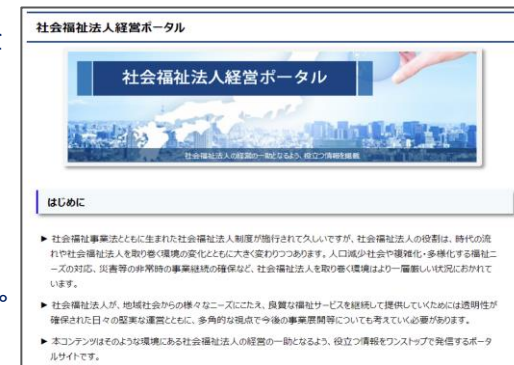 社会福祉法人経営ポータル
社会福祉法人経営ポータル
社会福祉法人の経営の一助となるよう、役立つ情報を掲載
はじめに
▶ 社会福祉事業法とともに生まれた社会福祉法人制度が施行されて久しいですが、社会福祉法人の役割は、時代の流
れや社会福祉法人を取り巻く環境の変化とともに大きく変わりつつあります。人口減少社会や複雑化・多様化する福祉ニ
ーズの対応、災害等の非常時の事業継続の確保など、社会福祉法人を取り巻く環境はより一層厳しい状況におかれて
います。
▶ 社会福祉法人が、地域社会からの様々なニーズにこたえ、良質な福祉サービスを継続して提供していくためには透明性が
確保された日々の堅実な運営とともに、多角的な視点で今後の事業展開等についても考えていく必要があります。
▶ 本コンテンツはそのような環境にある社会福祉法人の経営の一助となるよう、役立つ情報をワンストップで発信するポータ
ルサイトです。
。